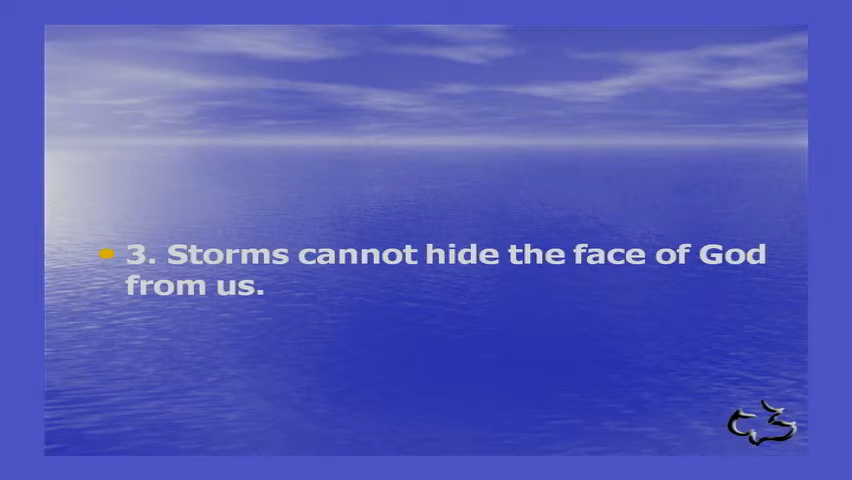 3. Storms cannot hide the face of God
from us.